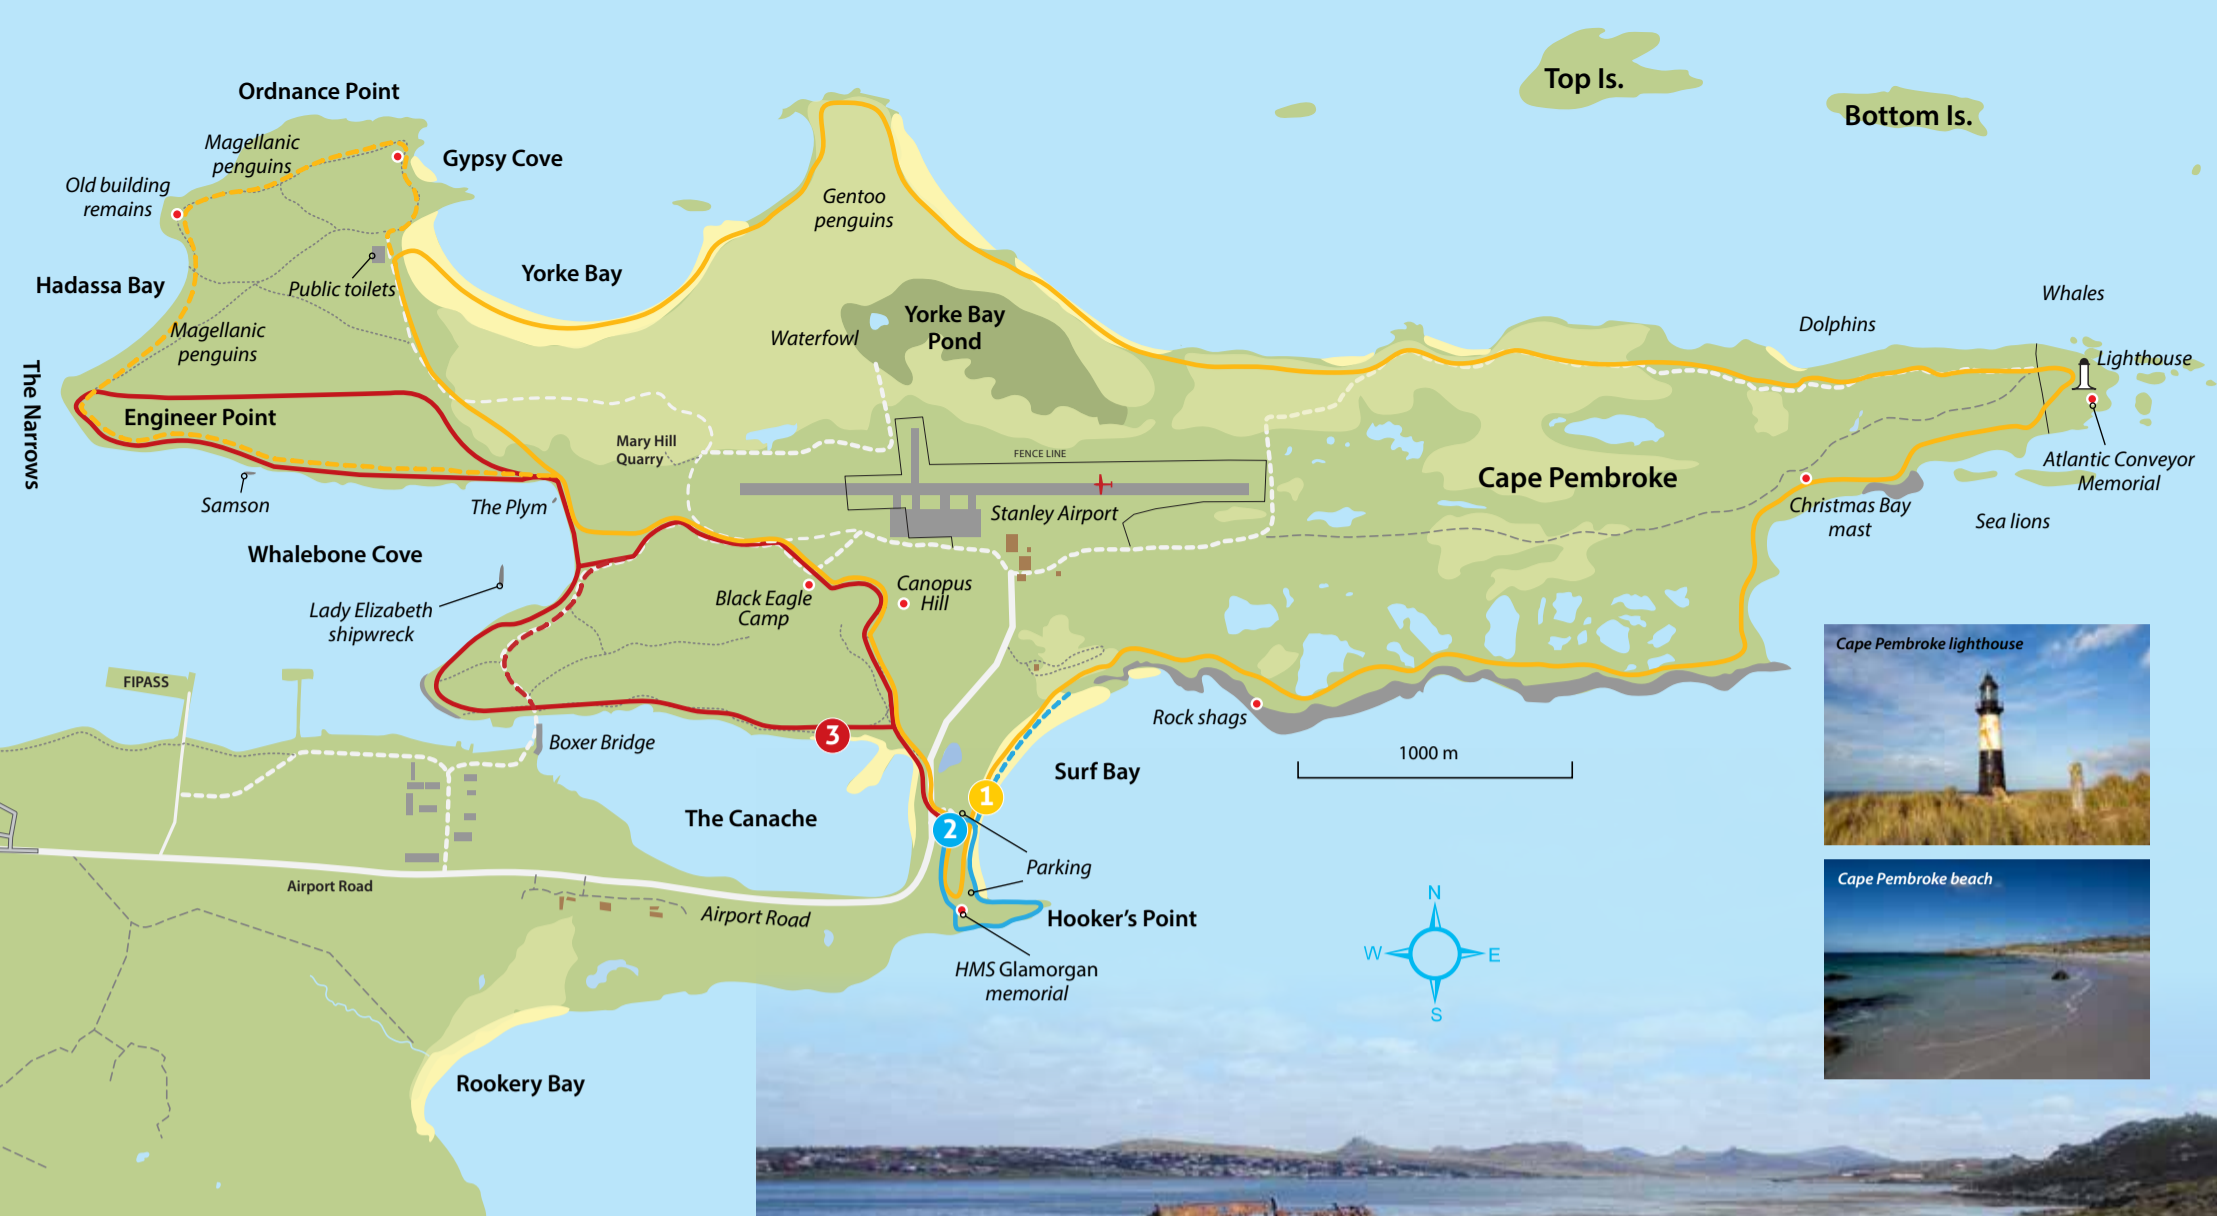 Top Is.
Bottom Is.
Ordnance Point
Magellanic
penguins
Gypsy Cove
Old building
remains
Gentoo
penguins
Hadassa Bay
Public toilets
Yorke Bay
Magellanic
penguins
Waterfowl
Yorke Bay
Pond
Whales
Dolphins
Lighthouse
The Narrows
Engineer Point
Mary Hill
Quarry
FENCE LINE
Cape Pembroke
Atlantic Conveyor
Memorial
Samson
The Plym
Stanley Airport
Christmas Bay
mast
Sea lions
Whalebone Cove
Lady Elizabeth
shipwreck
Black Eagle
Camp
Canopus
Hill
Cape Pembroke lighthouse
FIPASS
Rock shags
3
Boxer Bridge
1000 m
Surf Bay
1
The Canache
2
Parking
Cape Pembroke beach
Airport Road
Airport Road
Hooker's Point
N
W
E
S
HMS Glamorgan
memorial
Rookery Bay